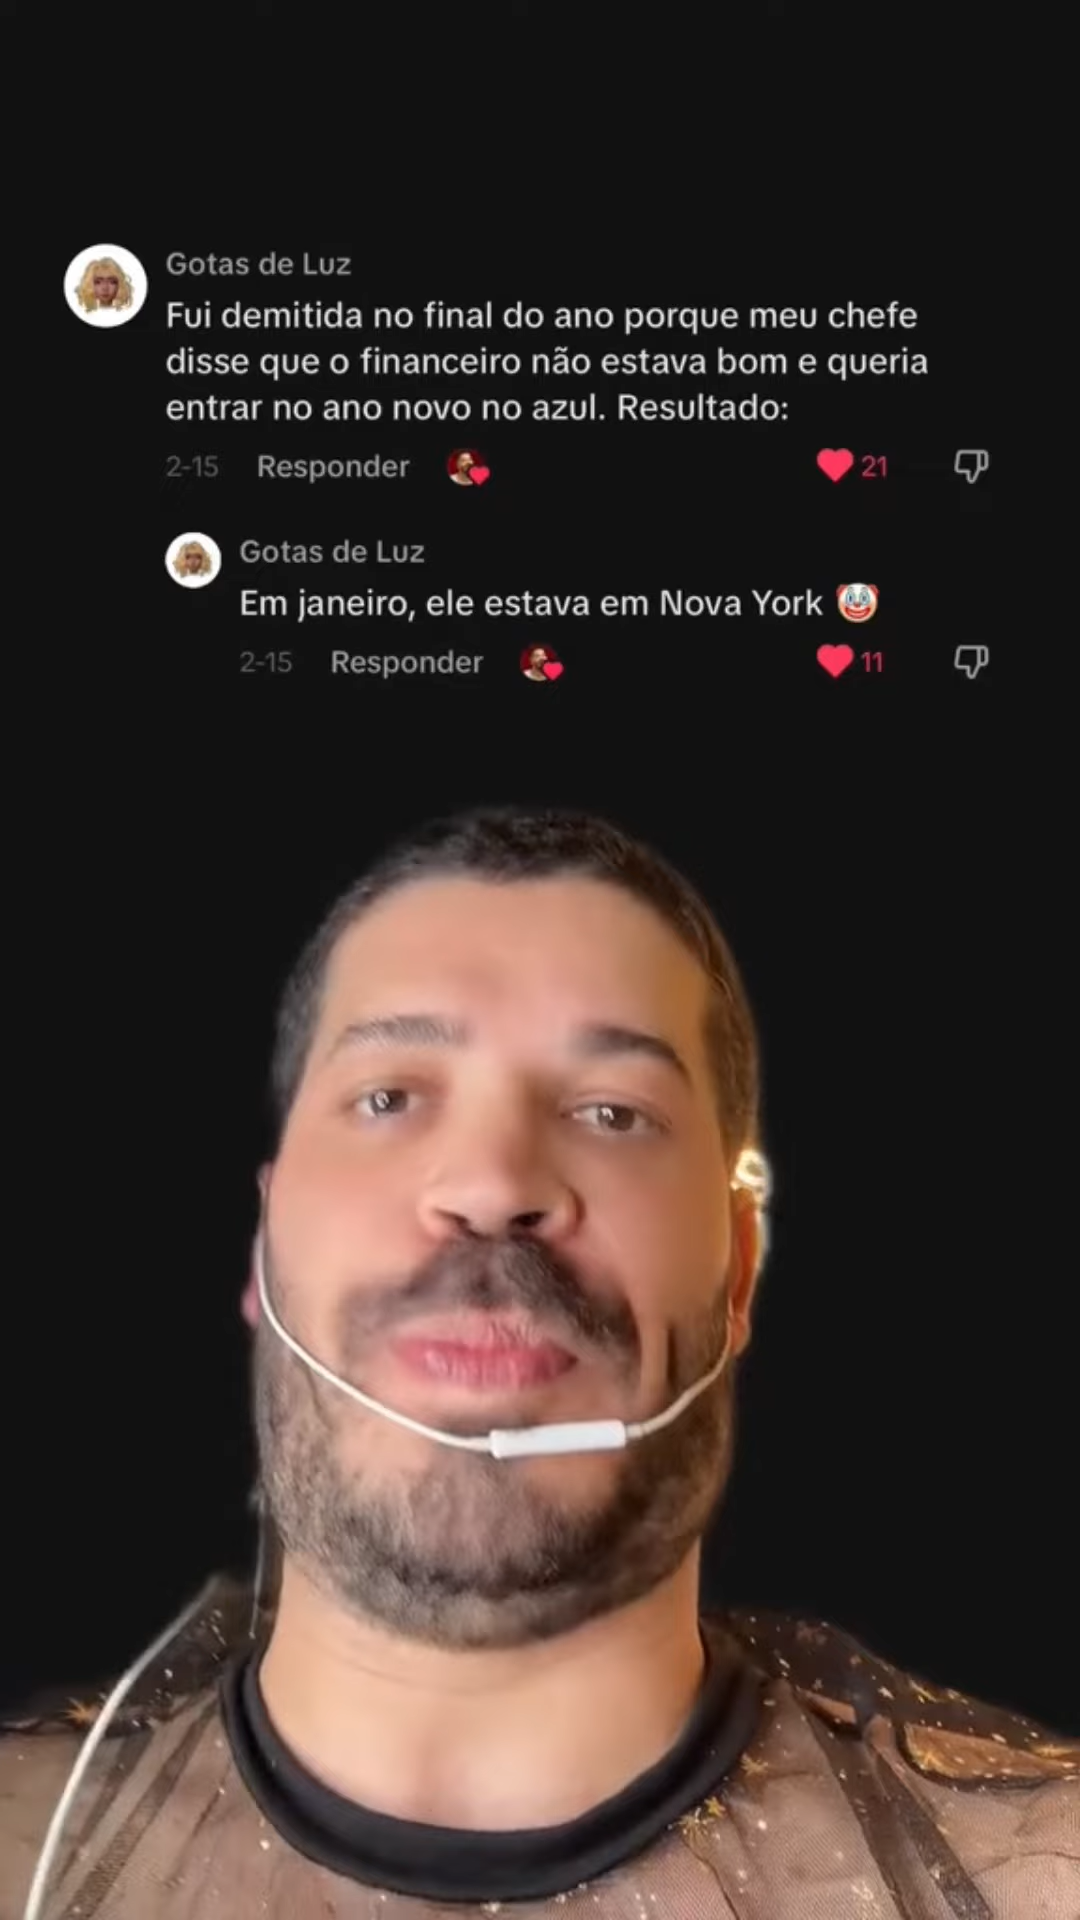 Gotas de Luz
Fui demitida no final do ano porque meu chefe
disse que o financeiro não estava bom e queria
entrar no ano novo no azul. Resultado:
2-15 Responder 21
Gotas de Luz
Em janeiro, ele estava em Nova York 🤡
2-15 Responder 11